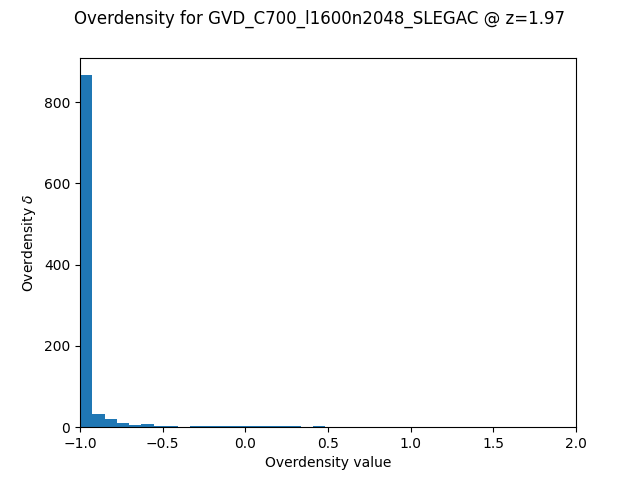 Overdensity for GVD_C700_l1600n2048_SLEGAC @ z=1.97
Overdensity δ
800
600
400
200
0
−1.0 −0.5 0.0 0.5 1.0 1.5 2.0
Overdensity value